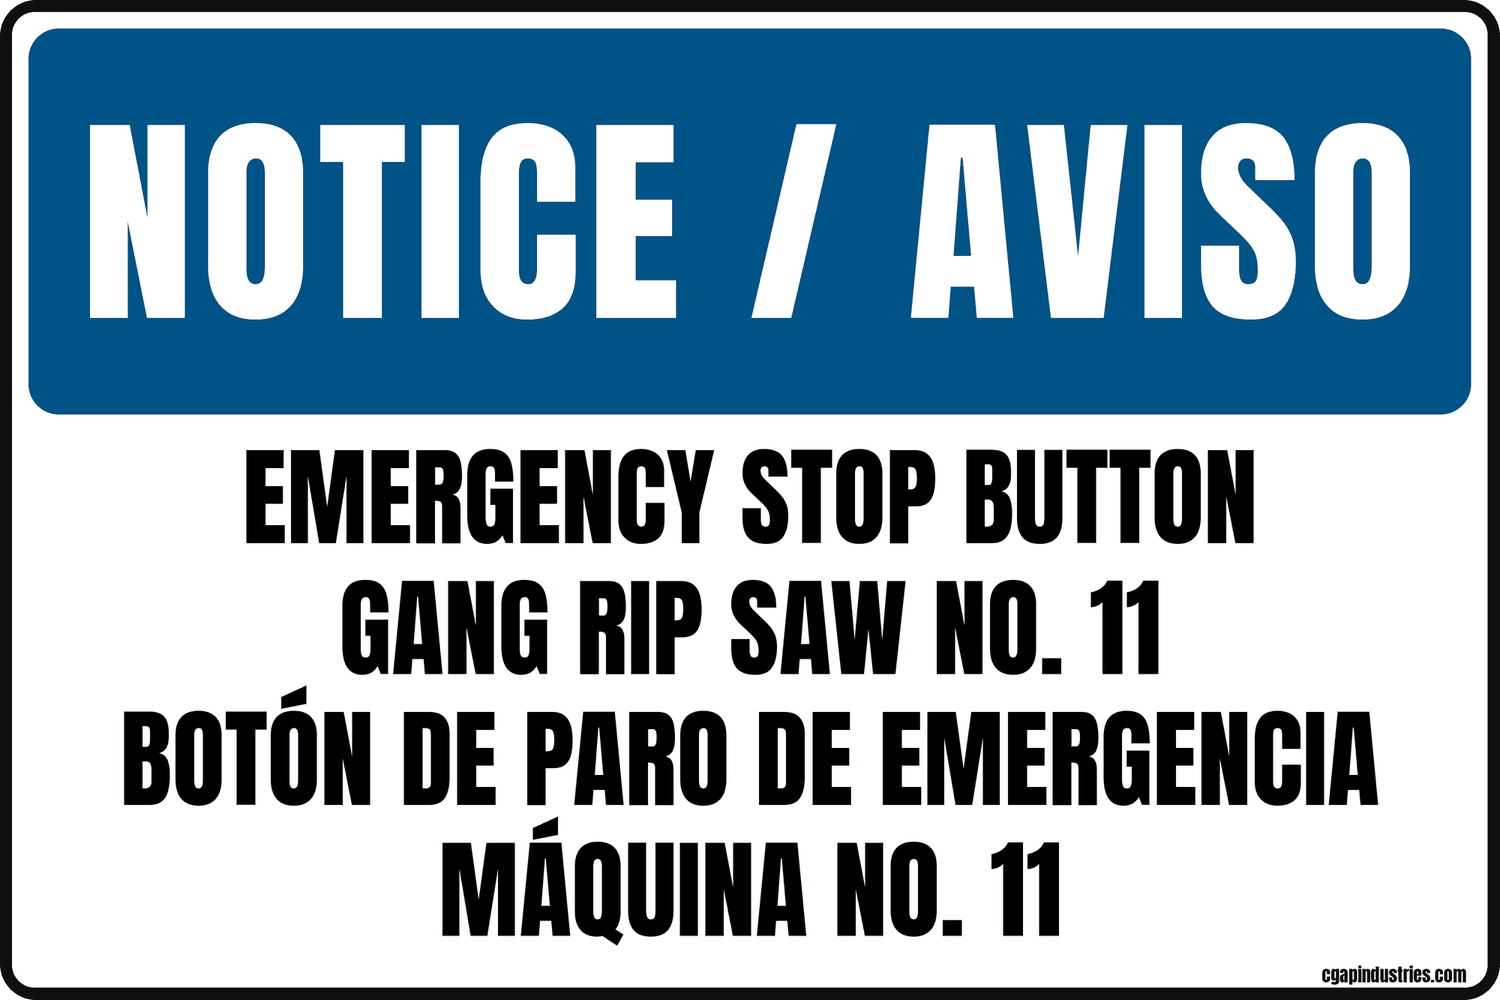 NOTICE / AVISO
EMERGENCY STOP BUTTON
GANG RIP SAW NO. 11
BOTÓN DE PARO DE EMERGENCIA
MÁQUINA NO. 11
cgapindustries.com